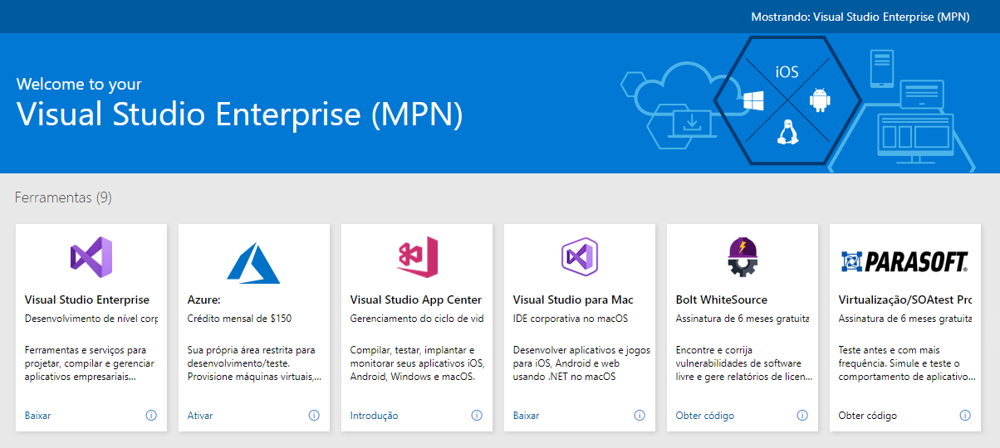 Mostrando: Visual Studio Enterprise (MPN)
Welcome to your
Visual Studio Enterprise (MPN)
iOS
Ferramentas (9)
Visual Studio Enterprise
Desenvolvimento de nível corp
Ferramentas e serviços para
projetar, compilar e gerenciar
aplicativos empresariais...
Baixar
Azure:
Crédito mensal de $150
Sua própria área restrita para
desenvolvimento/teste.
Provisione máquinas virtuais,...
Ativar
Visual Studio App Center
Gerenciamento do ciclo de vid
Compilar, testar, implantar e
monitorar seus aplicativos iOS,
Android, Windows e macOS.
Introdução
Visual Studio para Mac
IDE corporativa no macOS
Desenvolver aplicativos e jogos
para iOS, Android e web
usando .NET no macOS
Baixar
Bolt WhiteSource
Assinatura de 6 meses gratuita
Encontre e corrija
vulnerabilidades de software
livre e gere relatórios de licen...
Obter código
PARASOFT.
Virtualização/SOAtest Pro
Assinatura de 6 meses gratuita
Teste antes e com mais
frequência. Simule e teste o
comportamento de aplicativo...
Obter código